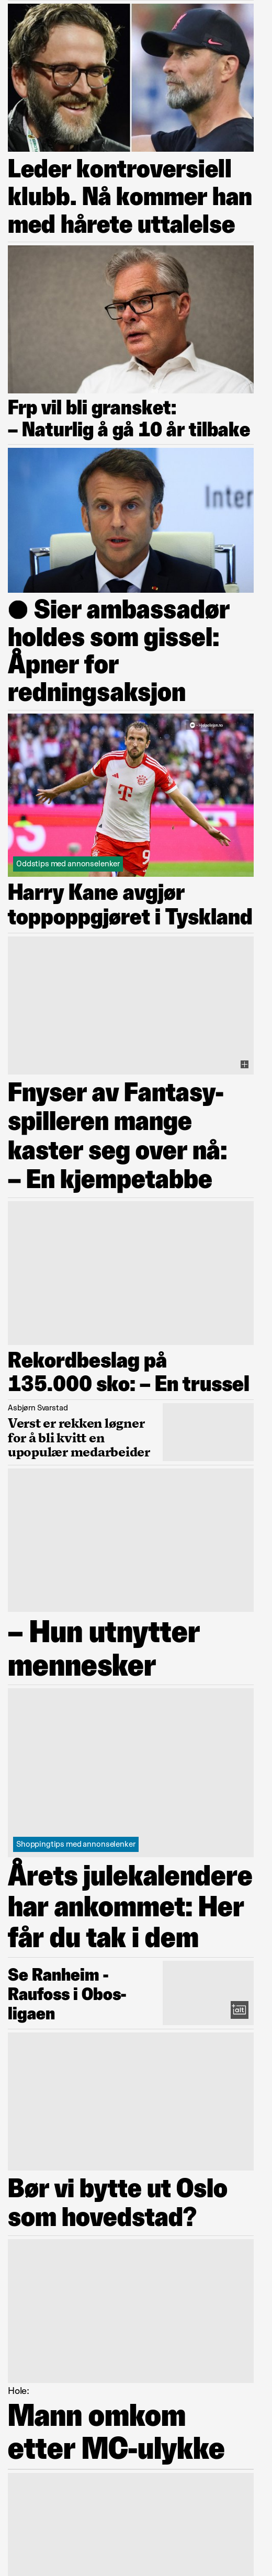 Leder kontroversiell
klubb. Nå kommer han
med hårete uttalelse
Frp vil bli gransket:
– Naturlig å gå 10 år tilbake
Inter
● Sier ambassadør
holdes som gissel:
Åpner for
redningsaksjon
Oddstips med annonselenker
Harry Kane avgjør
toppoppgjøret i Tyskland
Fnyser av Fantasy-
spilleren mange
kaster seg over nå:
– En kjempetabbe
Rekordbeslag på
135.000 sko: – En trussel
Asbjørn Svarstad
Verst er rekken løgner
for å bli kvitt en
upopulær medarbeider
– Hun utnytter
mennesker
Shoppingtips med annonselenker
Årets julekalendere
har ankommet: Her
får du tak i dem
Se Ranheim -
Raufoss i Obos-
ligaen
alt
Bør vi bytte ut Oslo
som hovedstad?
Hole:
Mann omkom
etter MC-ulykke